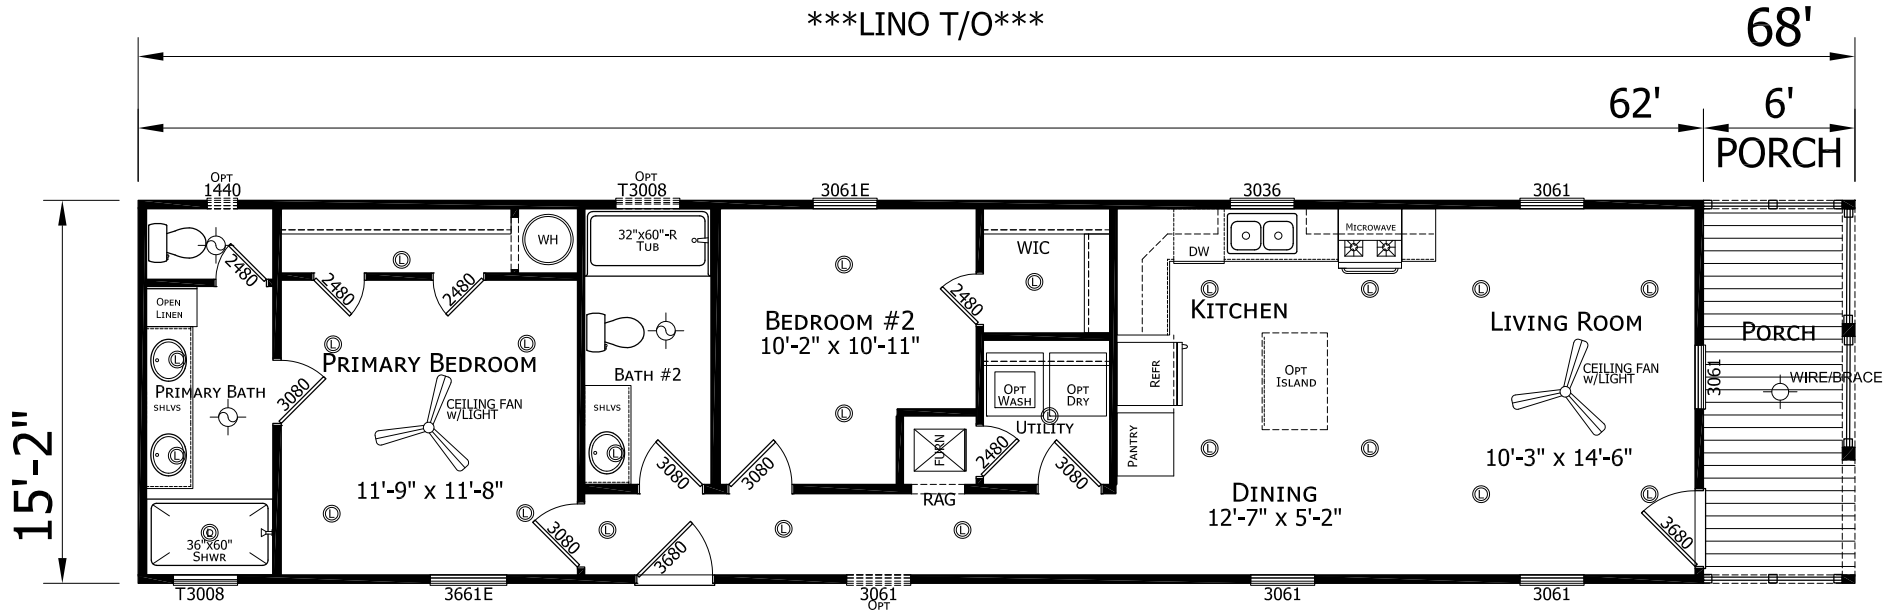 ***LINO T/O***
68'
62'
6'
PORCH
OPT
1440
OPT
T3008
3061E
3036
3061
15'-2"
2480
OPEN
LINEN
PRIMARY BATH
SHLVS
3080
36"x60"
SHWR
T3008
L
WH
2480
2480
PRIMARY BEDROOM
CEILING FAN
w/LIGHT
11'-9" x 11'-8"
3080
3661E
32"x60"-R
TUB
BATH #2
SHLVS
3080
3680
BEDROOM #2
10'-2" x 10'-11"
2480
3080
WIC
OPT
WASH
OPT
DRY
UTILITY
FURN
2480
RAG
3080
3061
OPT
DW
MICROWAVE
KITCHEN
REFR
PANTRY
OPT
ISLAND
DINING
12'-7" x 5'-2"
3061
LIVING ROOM
CEILING FAN
w/LIGHT
10'-3" x 14'-6"
3061
3680
3061
PORCH
WIRE/BRACE